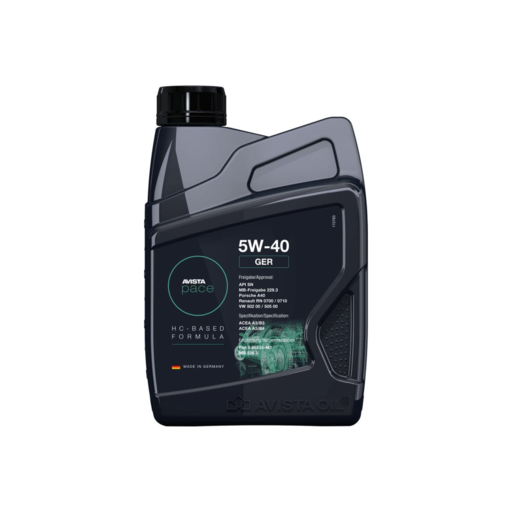 5W-40
GER
Freigabe/Approval:
API SN
MB-Freigabe 229.3
Porsche A40
Renault RN 0700 / 0710
VW 502 00 / 505 00
Spezifikation/Specification:
ACEA A3/B3
ACEA A3/B4
AVISTA
pace
HC-BASED
FORMULA
MADE IN GERMANY
AVISTA OIL